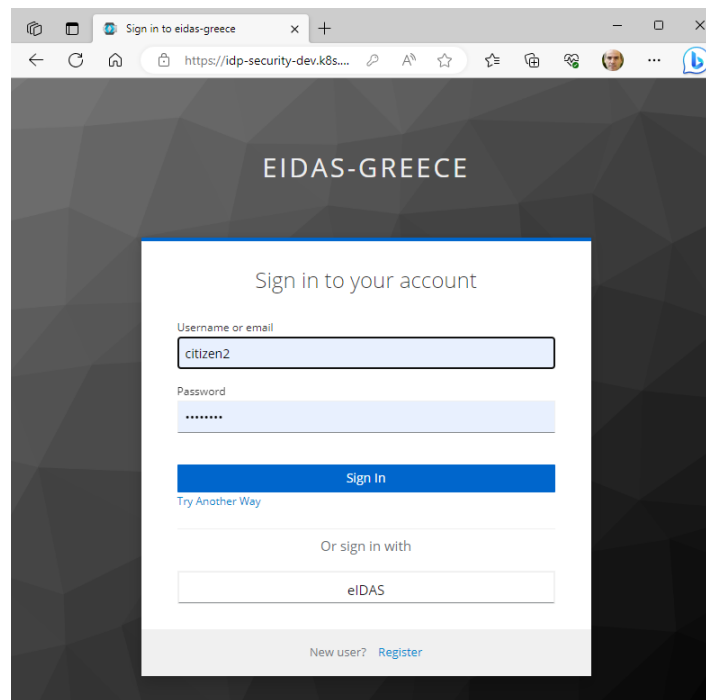 Sign in to eidas-greece
https://idp-security-dev.k8s....
EIDAS-GREECE
Sign in to your account
Username or email
citizen2
Password
••••••••
Sign In
Try Another Way
Or sign in with
eIDAS
New user? Register